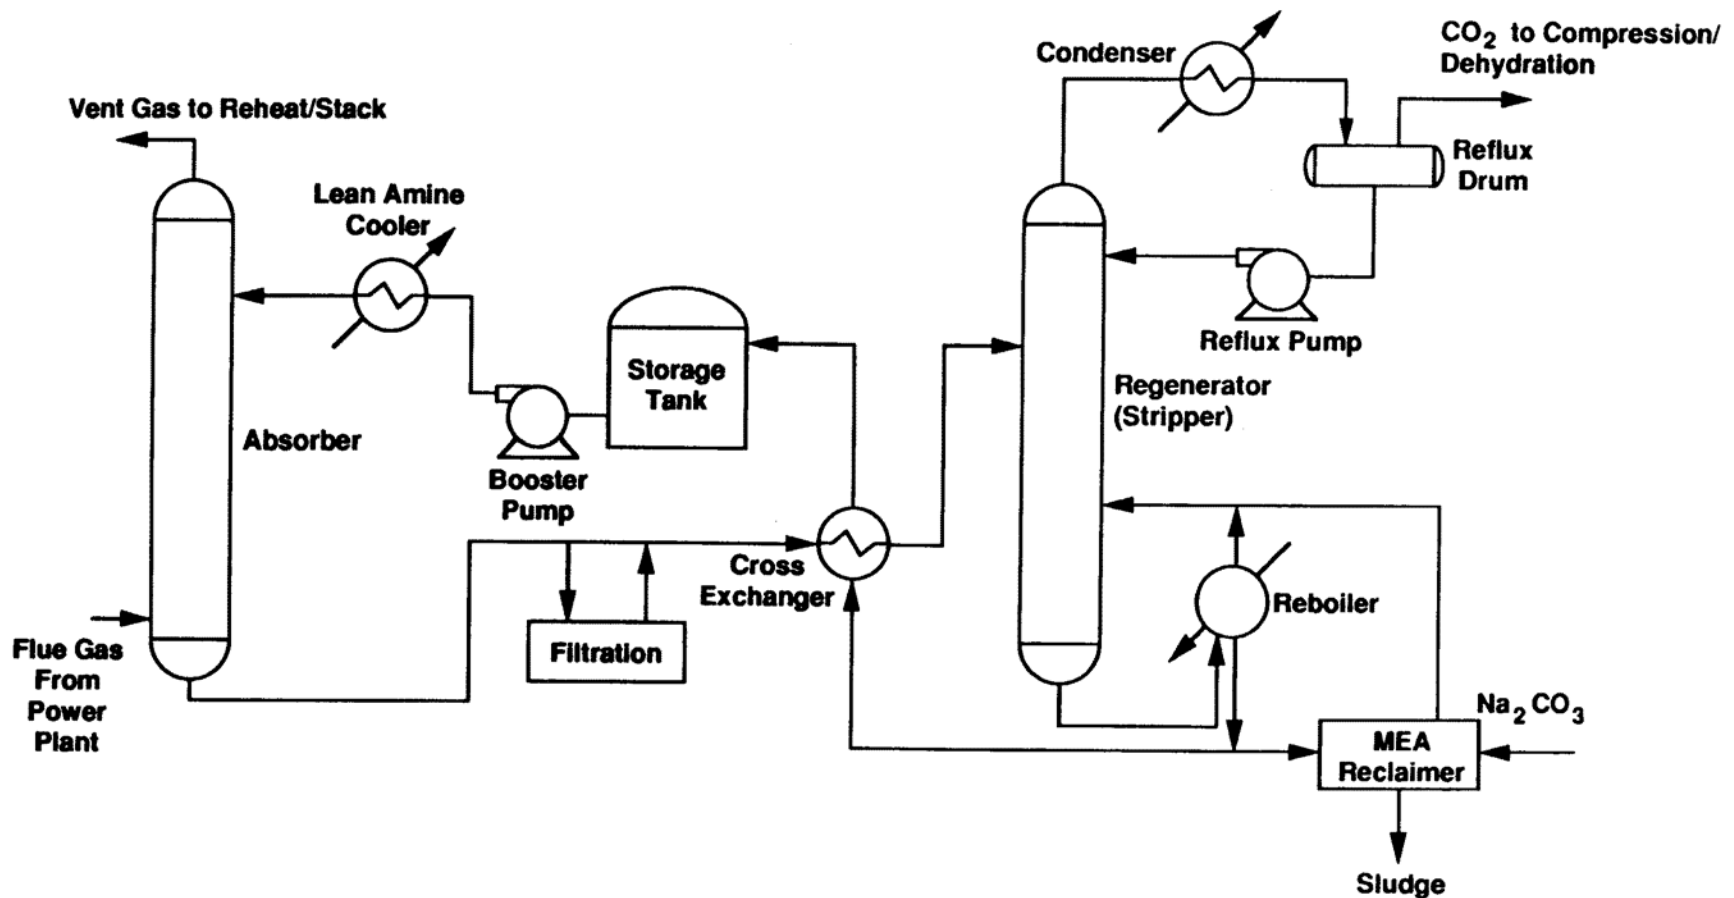 CO2 to Compression/
Dehydration
Condenser
Vent Gas to Reheat/Stack
Reflux
Drum
Lean Amine
Cooler
Reflux Pump
Storage
Tank
Regenerator
(Stripper)
Absorber
Booster
Pump
Cross
Exchanger
Reboiler
Filtration
Flue Gas
From
Power
Plant
Na2CO3
MEA
Reclaimer
Sludge